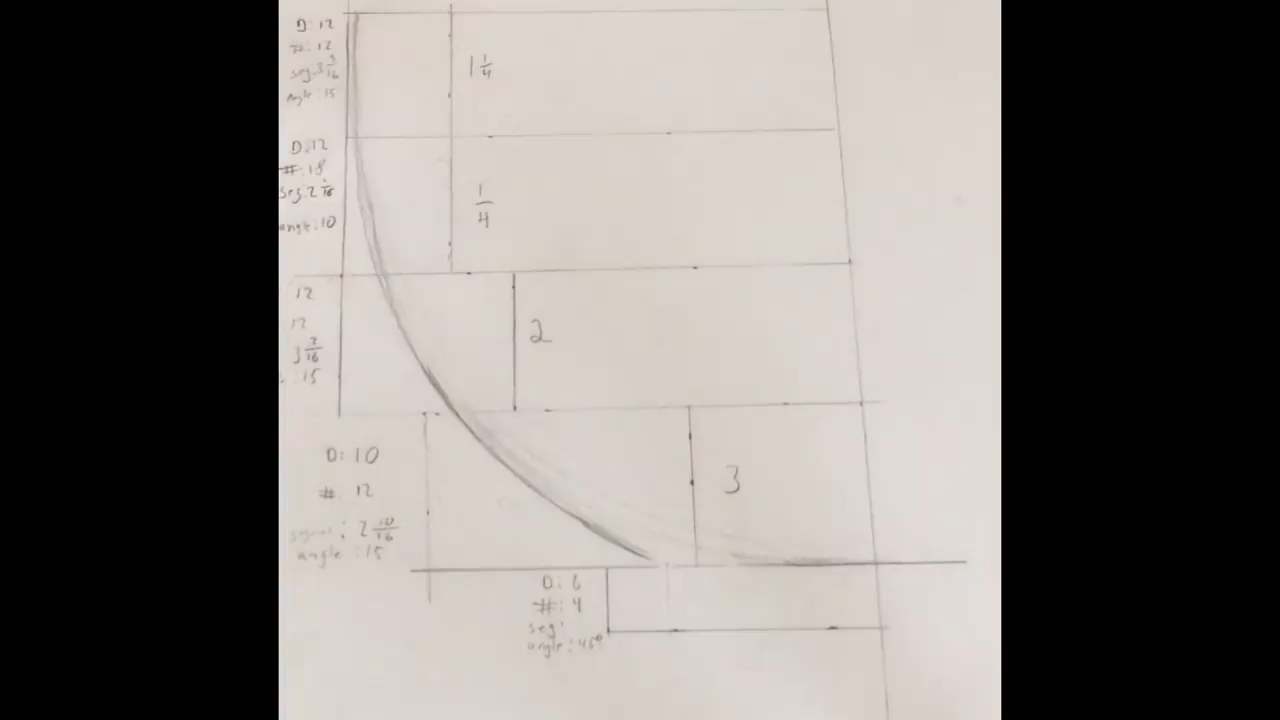 D: 12
#: 12
seg: 3 3/16
angle: 15
1 1/4
D: 12
#: 18
seg: 2 /16
angle: 10
1/4
12
12
3 3/16
: 15
2
D: 10
#: 12
: 2 10/16
angle: 15
3
D: 6
#: 4
seg:
angle: 45°